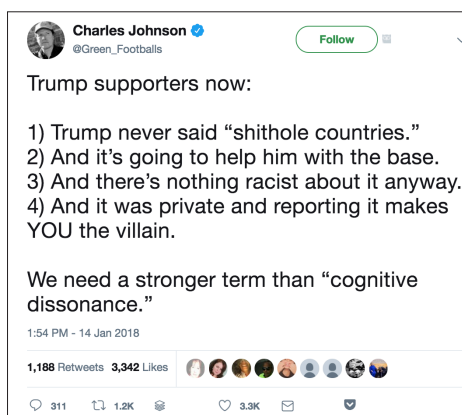 Charles Johnson
@Green_Footballs
Follow
Trump supporters now:
1) Trump never said “shithole countries.”
2) And it’s going to help him with the base.
3) And there’s nothing racist about it anyway.
4) And it was private and reporting it makes
YOU the villain.
We need a stronger term than “cognitive
dissonance.”
1:54 PM - 14 Jan 2018
1,188 Retweets 3,342 Likes
311 1.2K 3.3K